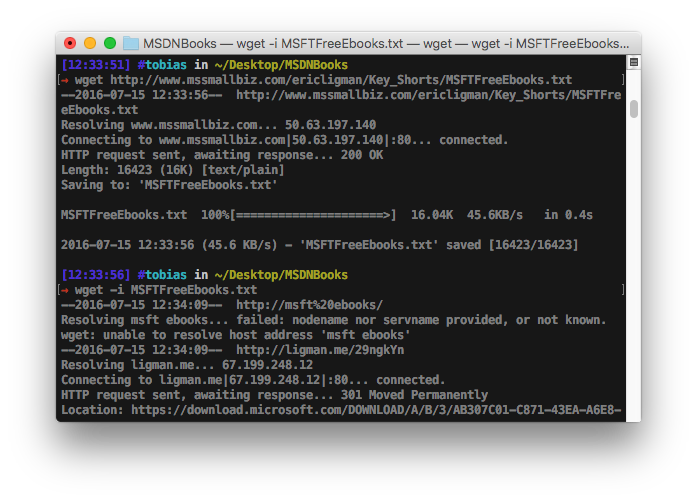 MSDNBooks — wget -i MSFTFreeEbooks.txt — wget — wget -i MSFTFreeEbooks.txt...
[12:33:51] #tobias in ~/Desktop/MSDNBooks
[→ wget http://www.mssmallbiz.com/ericligman/Key_Shorts/MSFTFreeEbooks.txt ]
--2016-07-15 12:33:56-- http://www.mssmallbiz.com/ericligman/Key_Shorts/MSFTFre
eEbooks.txt
Resolving www.mssmallbiz.com... 50.63.197.140
Connecting to www.mssmallbiz.com|50.63.197.140|:80... connected.
HTTP request sent, awaiting response... 200 OK
Length: 16423 (16K) [text/plain]
Saving to: 'MSFTFreeEbooks.txt'
MSFTFreeEbooks.txt 100%[=====================>] 16.04K 45.6KB/s in 0.4s
2016-07-15 12:33:56 (45.6 KB/s) - 'MSFTFreeEbooks.txt' saved [16423/16423]
[12:33:56] #tobias in ~/Desktop/MSDNBooks
[→ wget -i MSFTFreeEbooks.txt ]
--2016-07-15 12:34:09-- http://msft%20ebooks/
Resolving msft ebooks... failed: nodename nor servname provided, or not known.
wget: unable to resolve host address 'msft ebooks'
--2016-07-15 12:34:09-- http://ligman.me/29ngkYn
Resolving ligman.me... 67.199.248.12
Connecting to ligman.me|67.199.248.12|:80... connected.
HTTP request sent, awaiting response... 301 Moved Permanently
Location: https://download.microsoft.com/DOWNLOAD/A/B/3/AB307C01-C871-43EA-A6E8-